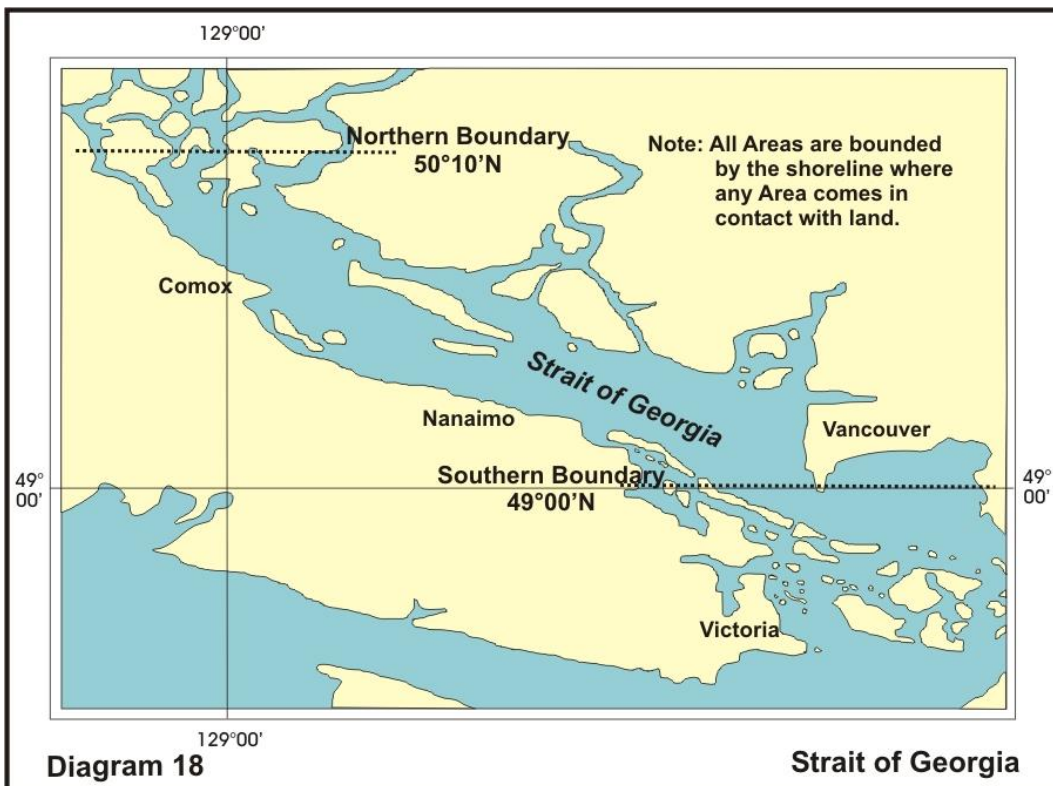 129°00'
Northern Boundary
50°10'N
Note: All Areas are bounded
by the shoreline where
any Area comes in
contact with land.
Comox
Strait of Georgia
Nanaimo
Vancouver
49°
00'
Southern Boundary
49°00'N
49°
00'
Victoria
129°00'
Diagram 18
Strait of Georgia